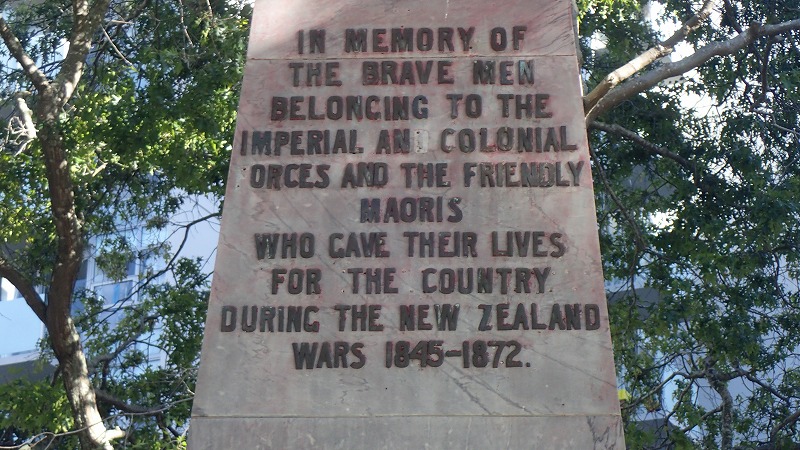 IN MEMORY OF
THE BRAVE MEN
BELONGING TO THE
IMPERIAL AN COLONIAL
ORCES AND THE FRIENDLY
MAORIS
WHO GAVE THEIR LIVES
FOR THE COUNTRY
DURING THE NEW ZEALAND
WARS 1845-1872.